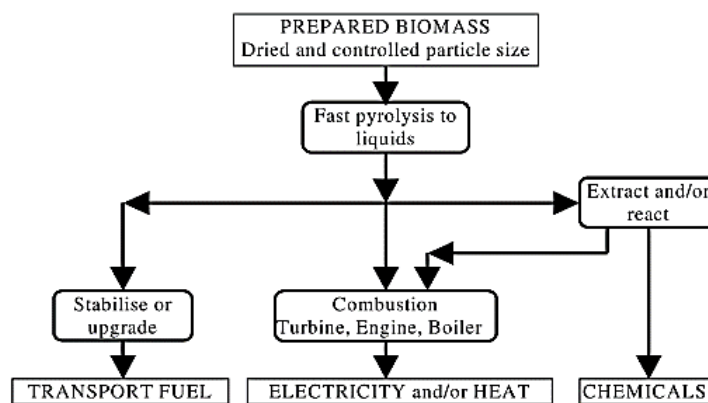 PREPARED BIOMASS
Dried and controlled particle size
Fast pyrolysis to
liquids
Extract and/or
react
Stabilise or
upgrade
Combustion
Turbine, Engine, Boiler
TRANSPORT FUEL
ELECTRICITY and/or HEAT
CHEMICALS